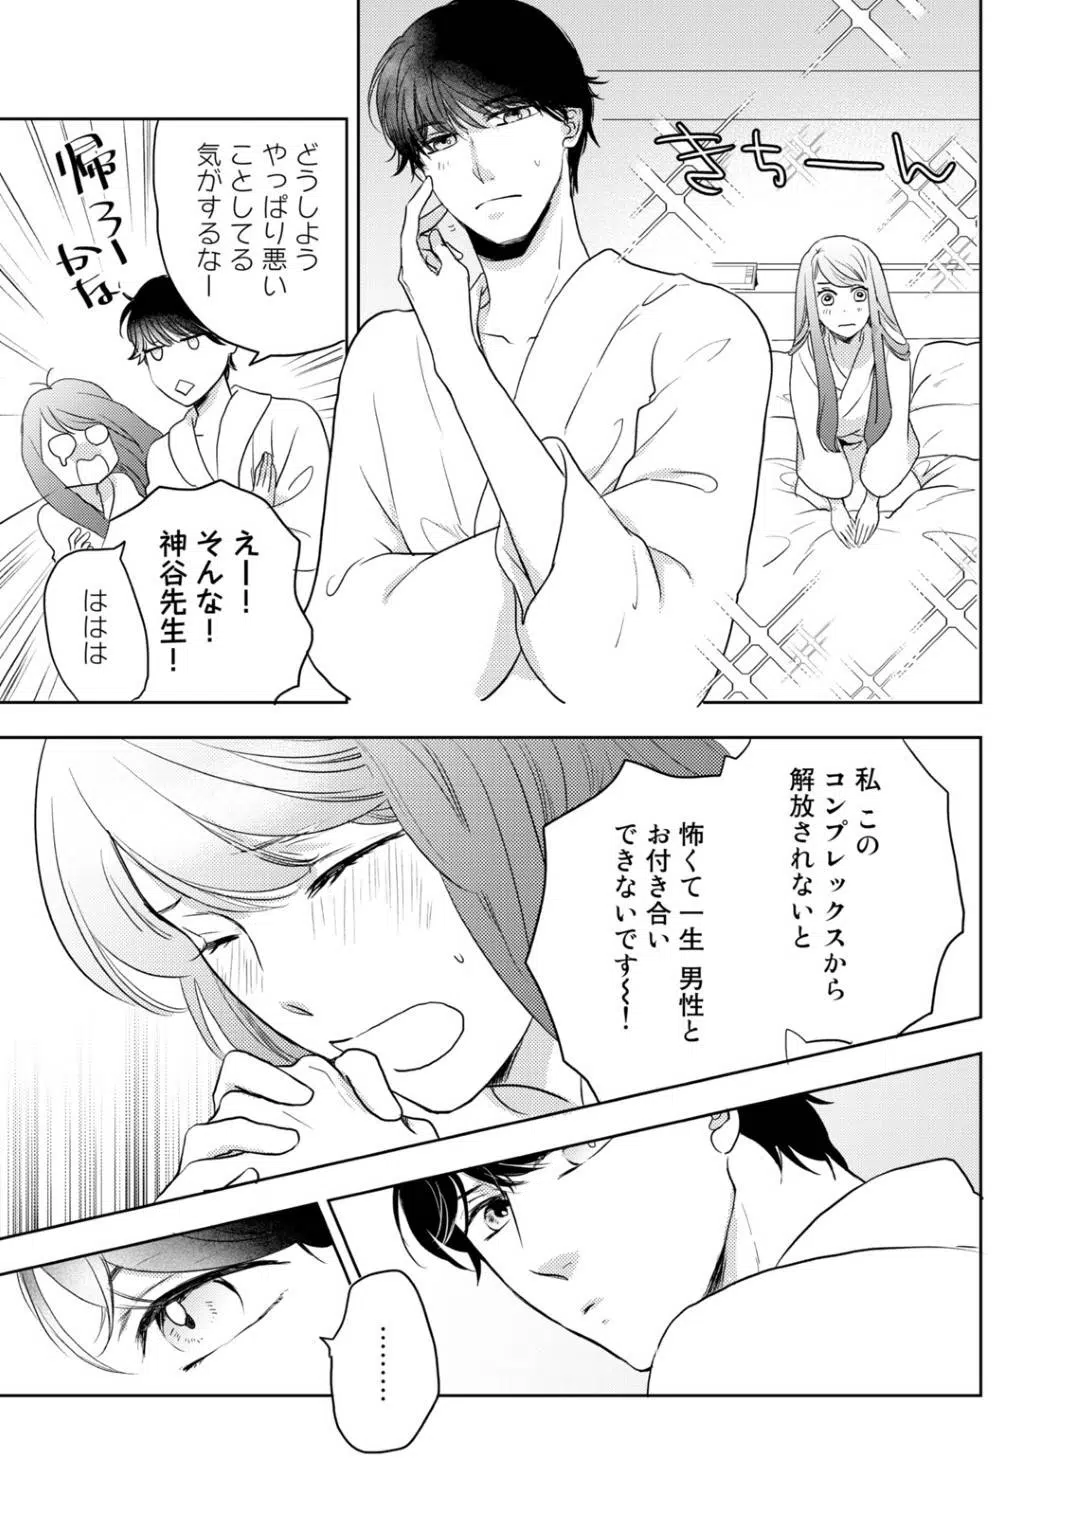 きちーん
どうしよう
やっぱり悪い
ことしてる
気がするなー
帰ろー
かな
えーー！
そんな！
神谷先生！
ははは
私 この
コンプレックスから
解放されないと
怖くて一生 男性と
お付き合い
できないです〜！
………